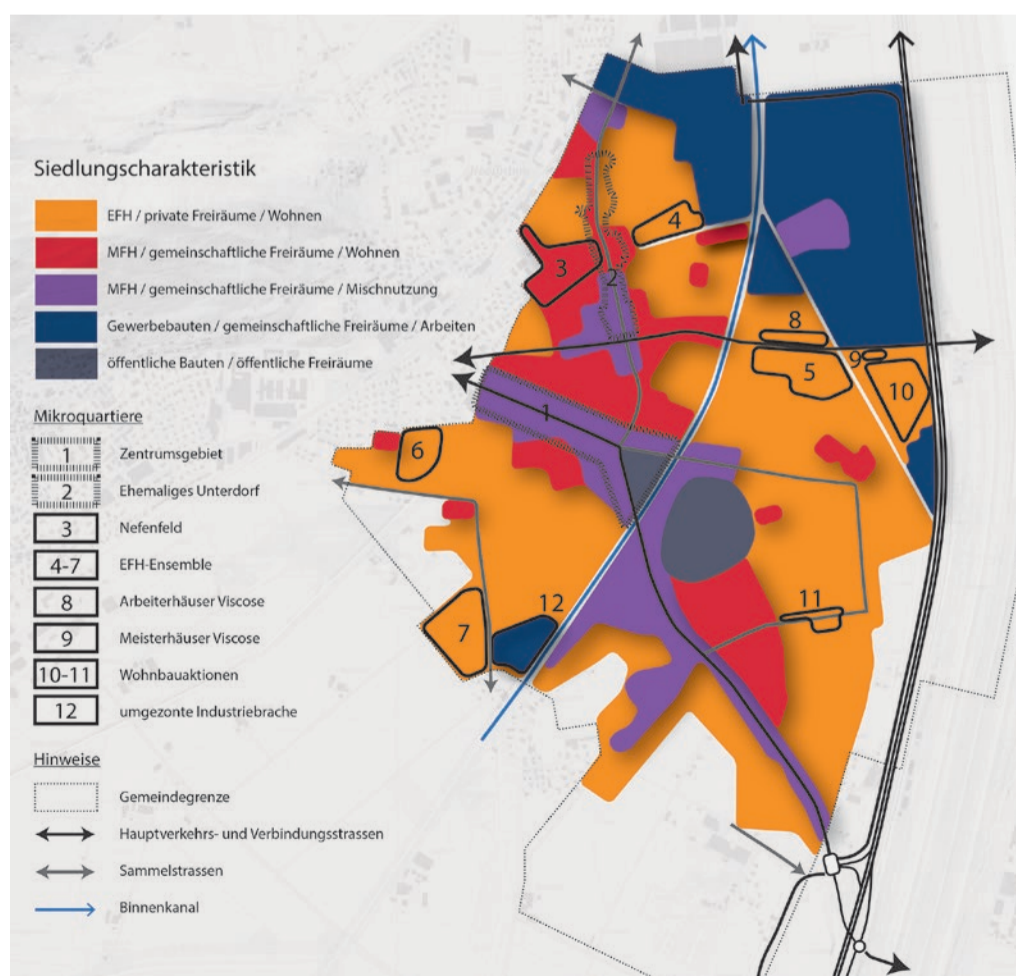 Siedlungscharakteristik
EFH / private Freiräume / Wohnen
MFH / gemeinschaftliche Freiräume / Wohnen
MFH / gemeinschaftliche Freiräume / Mischnutzung
Gewerbebauten / gemeinschaftliche Freiräume / Arbeiten
öffentliche Bauten / öffentliche Freiräume
Mikroquartiere
1 Zentrumsgebiet
2 Ehemaliges Unterdorf
3 Nefenfeld
4-7 EFH-Ensemble
8 Arbeiterhäuser Viscose
9 Meisterhäuser Viscose
10-11 Wohnbauaktionen
12 umgezonte Industriebrache
Hinweise
Gemeindegrenze
Hauptverkehrs- und Verbindungsstrassen
Sammelstrassen
Binnenkanal
4
3
2
8
9
5
10
1
6
11
12
7